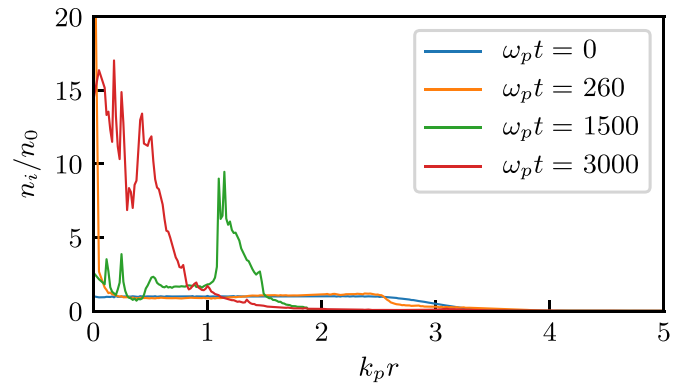 20
15
10
5
0
n_i/n_0
ω_p t = 0
ω_p t = 260
ω_p t = 1500
ω_p t = 3000
0 1 2 3 4 5
k_p r